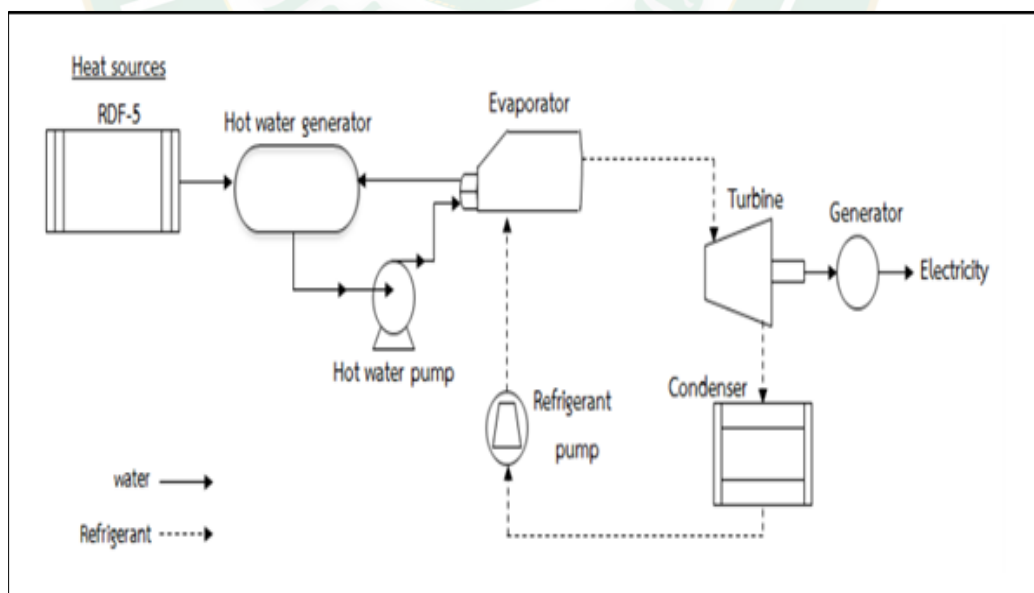 Heat sources
RDF-5
Hot water generator
Evaporator
Turbine
Generator
Electricity
Hot water pump
Condenser
Refrigerant
pump
water
Refrigerant